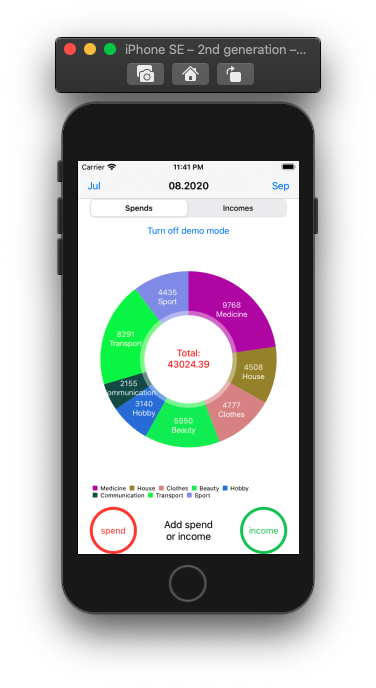 iPhone SE – 2nd generation –...
Carrier 11:41 PM
Jul 08.2020 Sep
Spends Incomes
Turn off demo mode
4435
Sport
9768
Medicine
8291
Transport
Total:
43024.39
4508
House
2155
ommunication
3140
Hobby
4777
Clothes
5950
Beauty
Medicine House Clothes Beauty Hobby
Communication Transport Sport
spend
Add spend
or income
income